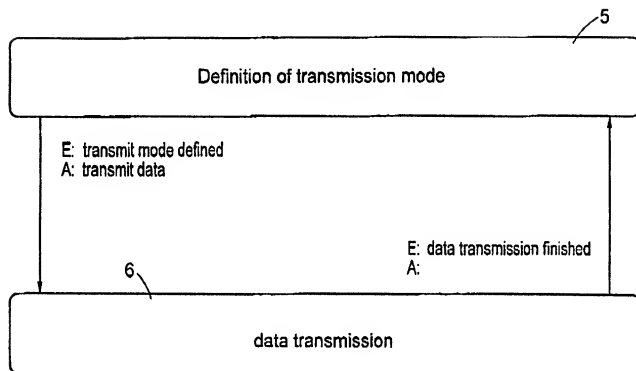 5
Definition of transmission mode
E: transmit mode defined
A: transmit data
E: data transmission finished
A:
6
data transmission